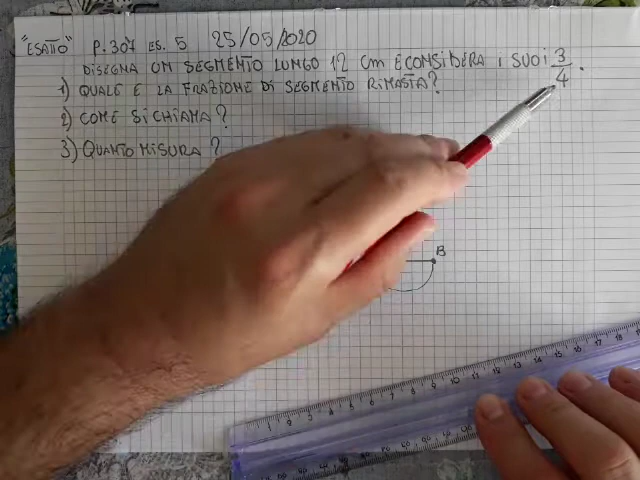 "ESATTO" P. 307 ES. 5 25/05/2020
DISEGNA UN SEGMENTO LUNGO 12 cm E CONSIDERA I SUOI 3/4.
1) QUALE È LA FRAZIONE DI SEGMENTO RIMASTA?
2) COME SI CHIAMA?
3) QUANTO MISURA?
B